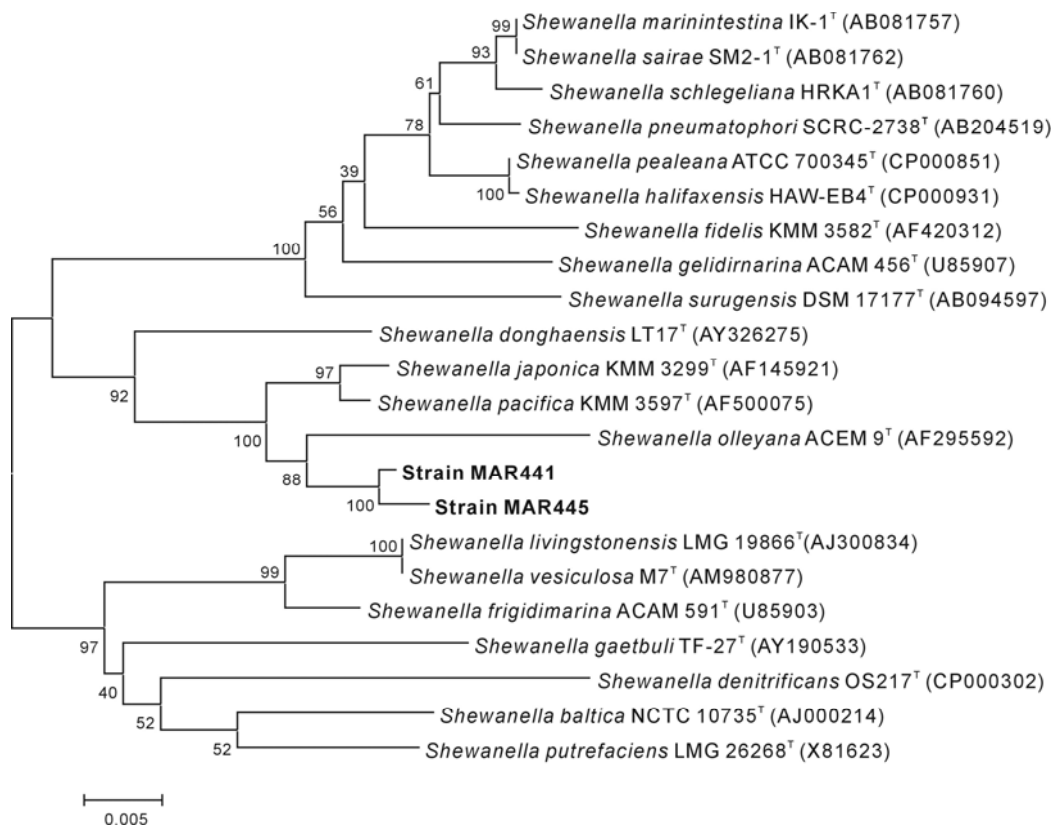 99 Shewanella marinintestina IK-1ᵀ (AB081757)
Shewanella sairae SM2-1ᵀ (AB081762)
93
Shewanella schlegeliana HRKA1ᵀ (AB081760)
61
Shewanella pneumatophori SCRC-2738ᵀ (AB204519)
78
Shewanella pealeana ATCC 700345ᵀ (CP000851)
39
100 Shewanella halifaxensis HAW-EB4ᵀ (CP000931)
56
Shewanella fidelis KMM 3582ᵀ (AF420312)
100
Shewanella gelidirnarina ACAM 456ᵀ (U85907)
Shewanella surugensis DSM 17177ᵀ (AB094597)
Shewanella donghaensis LT17ᵀ (AY326275)
97 Shewanella japonica KMM 3299ᵀ (AF145921)
92
Shewanella pacifica KMM 3597ᵀ (AF500075)
100
Shewanella olleyana ACEM 9ᵀ (AF295592)
88
Strain MAR441
100 Strain MAR445
100 Shewanella livingstonensis LMG 19866ᵀ(AJ300834)
99
Shewanella vesiculosa M7ᵀ (AM980877)
Shewanella frigidimarina ACAM 591ᵀ (U85903)
97
Shewanella gaetbuli TF-27ᵀ (AY190533)
40
Shewanella denitrificans OS217ᵀ (CP000302)
52
Shewanella baltica NCTC 10735ᵀ (AJ000214)
52
Shewanella putrefaciens LMG 26268ᵀ (X81623)
0.005